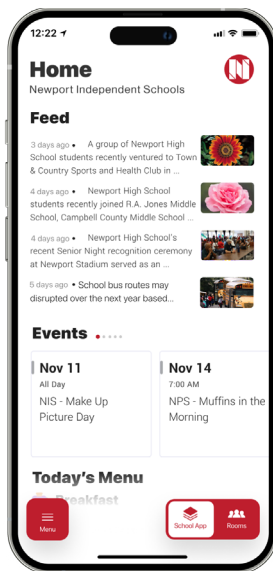 12:22
Home
Newport Independent Schools
N
Feed
3 days ago • A group of Newport High
School students recently ventured to Town
& Country Sports and Health Club in ...
4 days ago • Newport High School
students recently joined R.A. Jones Middle
School, Campbell County Middle School ...
4 days ago • Newport High School's
recent Senior Night recognition ceremony
at Newport Stadium served as an ...
5 days ago • School bus routes may
disrupted over the next year based...
Events
Nov 11
All Day
NIS - Make Up
Picture Day
Nov 14
7:00 AM
NPS - Muffins in the
Morning
Today's Menu
Breakfast
Menu
School App
Rooms